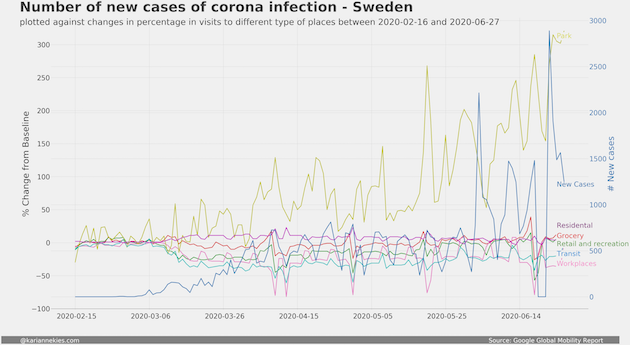 Number of new cases of corona infection - Sweden
plotted against changes in percentage in visits to different type of places between 2020-02-16 and 2020-06-27
% Change from Baseline
300
250
200
150
100
50
0
−50
−100
3000
2500
2000
1500
1000
500
0
# New cases
Park
New Cases
Residental
Grocery
Retail and recreation
Transit
Workplaces
2020-02-15
2020-03-06
2020-03-26
2020-04-15
2020-05-05
2020-05-25
2020-06-14
@kariannekies.com
Source: Google Global Mobility Report